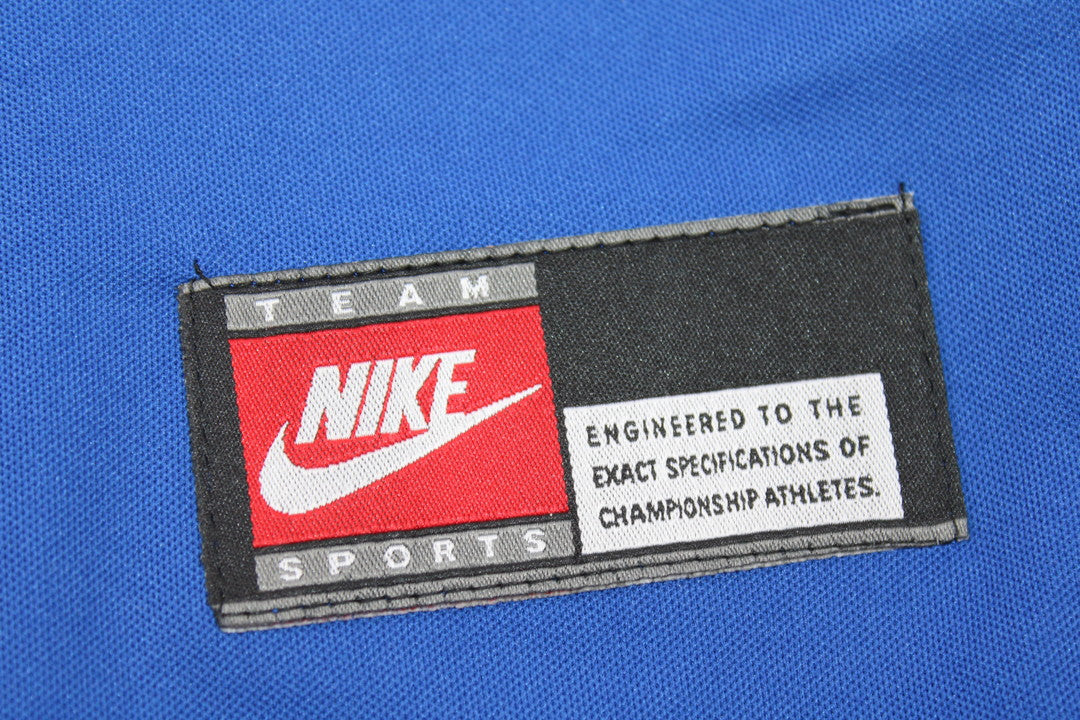 TEAM
NIKE
SPORTS
ENGINEERED TO THE
EXACT SPECIFICATIONS OF
CHAMPIONSHIP ATHLETES.